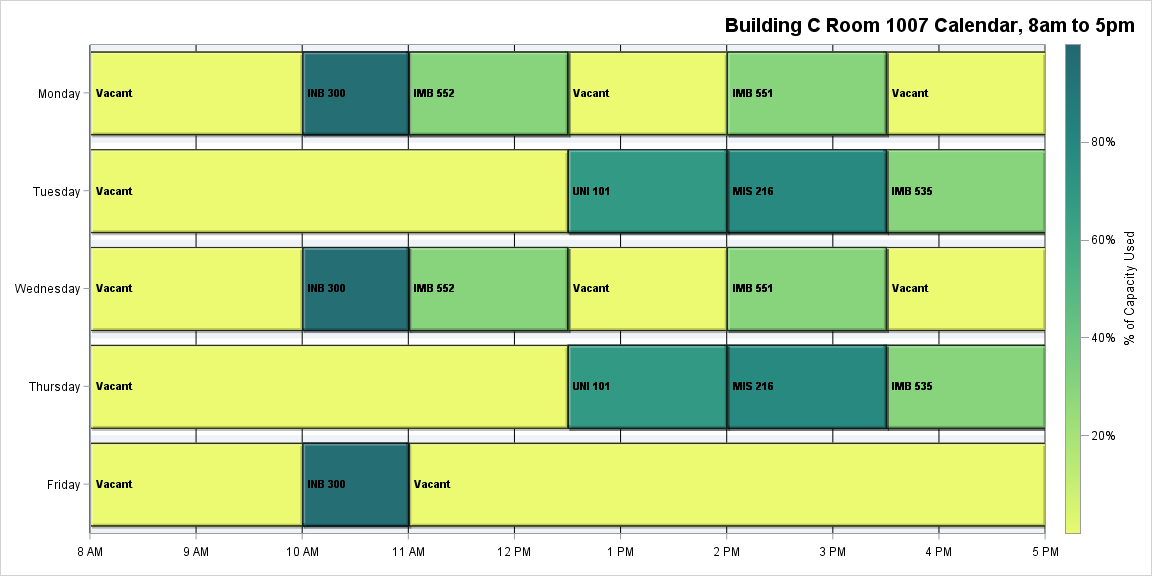 Building C Room 1007 Calendar, 8am to 5pm
Monday
Vacant
INB 300
IMB 552
Vacant
IMB 551
Vacant
Tuesday
Vacant
UNI 101
MIS 216
IMB 535
Wednesday
Vacant
INB 300
IMB 552
Vacant
IMB 551
Vacant
Thursday
Vacant
UNI 101
MIS 216
IMB 535
Friday
Vacant
INB 300
Vacant
8 AM
9 AM
10 AM
11 AM
12 PM
1 PM
2 PM
3 PM
4 PM
5 PM
80%
60%
40%
20%
% of Capacity Used